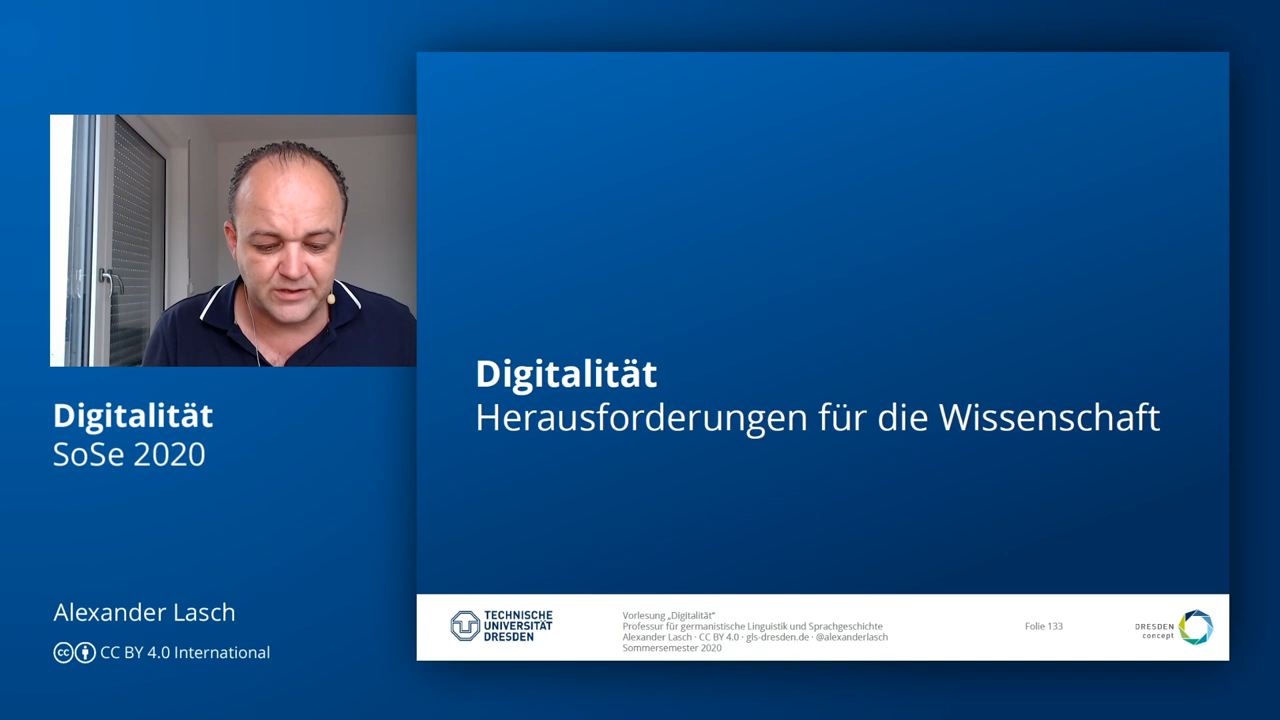 Digitalität
SoSe 2020
Alexander Lasch
CC BY 4.0 International
Digitalität
Herausforderungen für die Wissenschaft
TECHNISCHE
UNIVERSITÄT
DRESDEN
Vorlesung „Digitalität“
Professur für germanistische Linguistik und Sprachgeschichte
Alexander Lasch · CC BY 4.0 · gls-dresden.de · @alexanderlasch
Sommersemester 2020
Folie 133
DRESDEN
concept